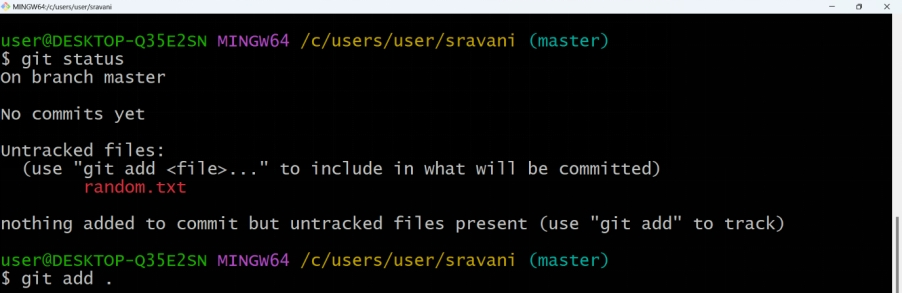 MINGW64:/c/users/user/sravani
user@DESKTOP-Q35E2SN MINGW64 /c/users/user/sravani (master)
$ git status
On branch master
No commits yet
Untracked files:
  (use "git add <file>..." to include in what will be committed)
        random.txt
nothing added to commit but untracked files present (use "git add" to track)
user@DESKTOP-Q35E2SN MINGW64 /c/users/user/sravani (master)
$ git add .